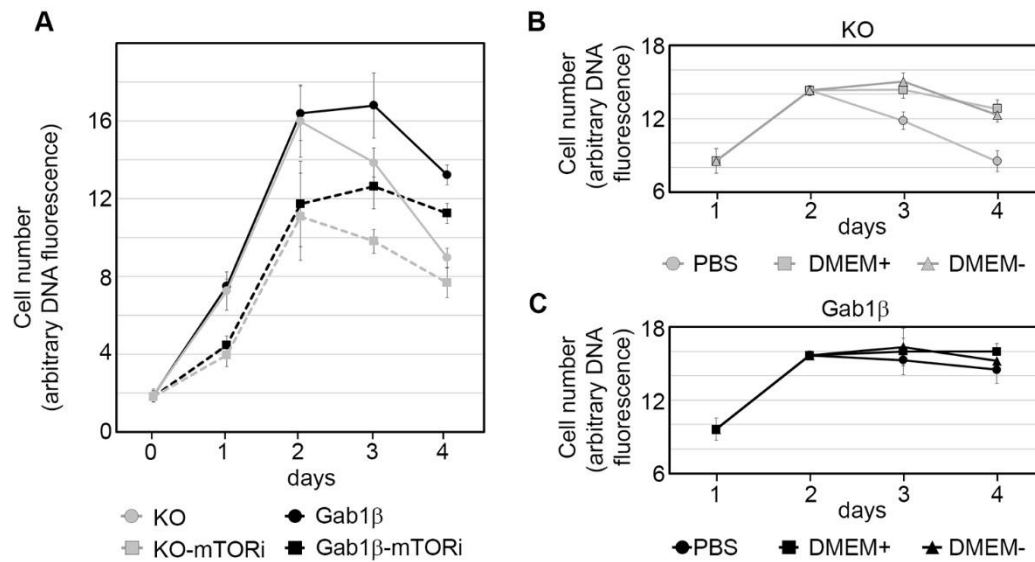 A
Cell number
(arbitrary DNA fluorescence)
16
12
8
4
0
0 1 2 3 4
days
KO Gab1β
KO-mTORi Gab1β-mTORi
B
KO
Cell number
(arbitrary DNA
fluorescence)
18
12
6
1 2 3 4
days
PBS DMEM+ DMEM-
C
Gab1β
Cell number
(arbitrary DNA
fluorescence)
18
12
6
1 2 3 4
days
PBS DMEM+ DMEM-